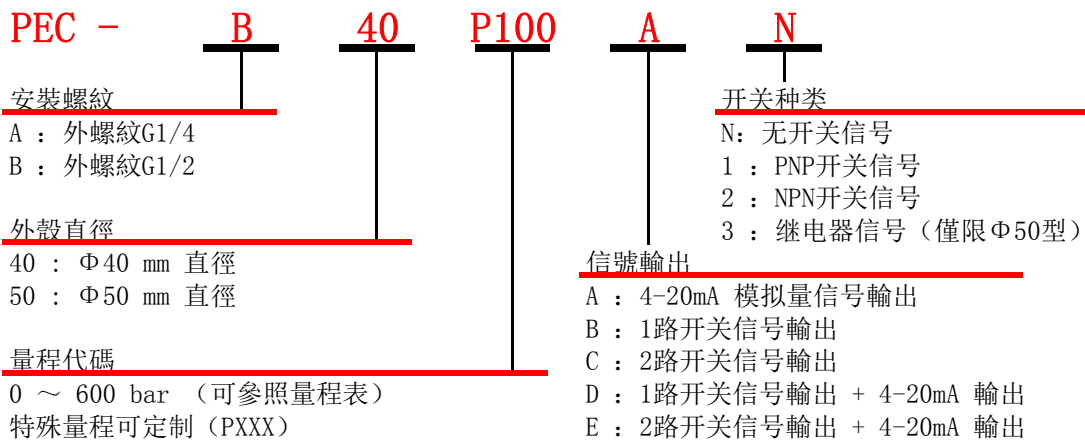 PEC - B 40 P100 A N
安裝螺紋
A : 外螺紋G1/4
B : 外螺紋G1/2
外殼直徑
40 : Φ40 mm 直徑
50 : Φ50 mm 直徑
量程代碼
0 ~ 600 bar （可參照量程表）
特殊量程可定制（PXXX）
开关种类
N: 无开关信号
1 : PNP开关信号
2 : NPN开关信号
3 : 继电器信号（僅限Φ50型）
信號輸出
A : 4-20mA 模拟量信号輸出
B : 1路开关信号輸出
C : 2路开关信号輸出
D : 1路开关信号輸出 + 4-20mA 輸出
E : 2路开关信号輸出 + 4-20mA 輸出